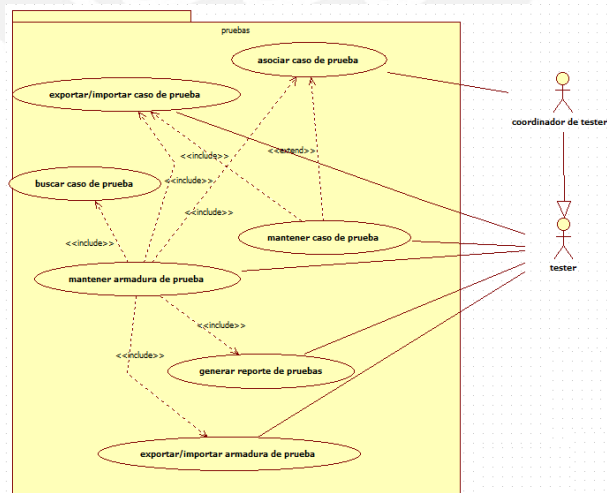 pruebas
asociar caso de prueba
exportar/importar caso de prueba
coordinador de tester
<<extend>>
<<include>>
<<include>>
buscar caso de prueba
<<include>>
mantener caso de prueba
<<include>>
tester
mantener armadura de prueba
<<include>>
<<include>>
generar reporte de pruebas
exportar/importar armadura de prueba